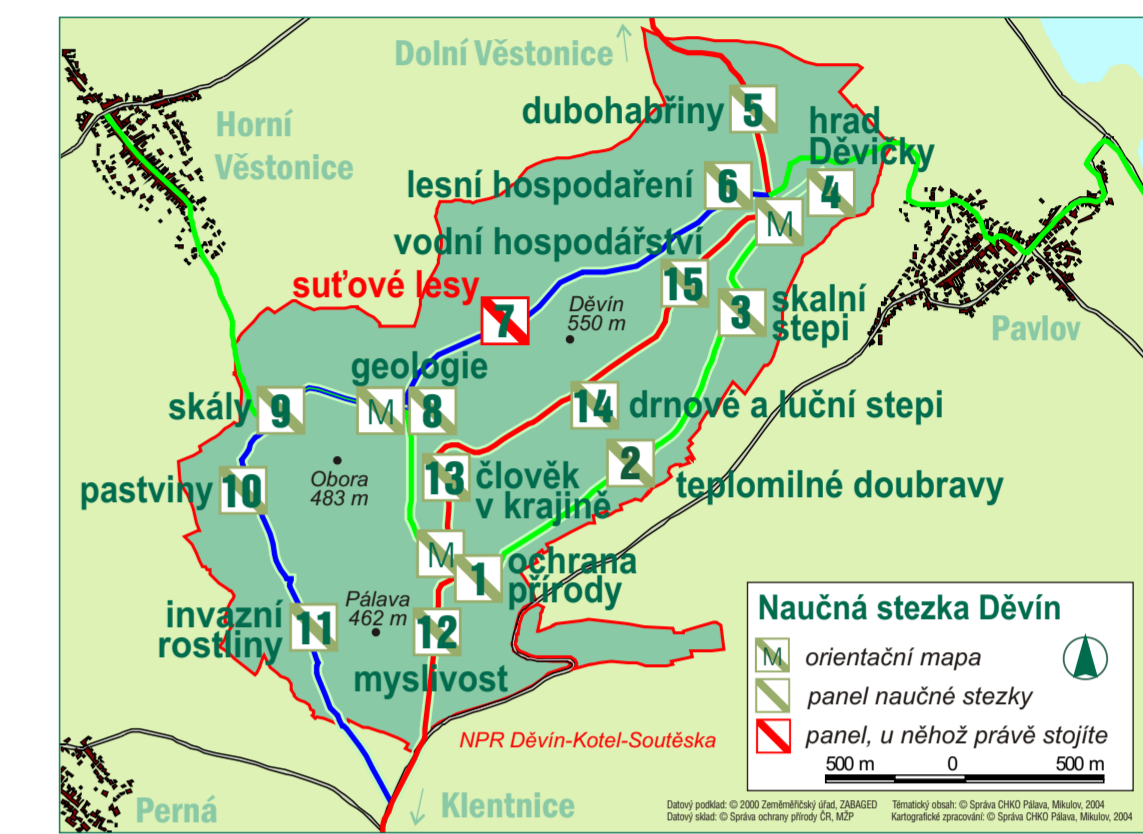 Dolní Věstonice
dubohabřiny
5
Horní
Věstonice
hrad
Děvičky
4
lesní hospodaření
6
M
vodní hospodářství
15
suťové lesy
7
Děvín
550 m
3
skalní
stepi
Pavlov
geologie
skály
9
M
8
14
drnové a luční stepi
Obora
483 m
13
člověk
v krajině
2
teplomilné doubravy
pastviny
10
M
1
ochrana
přírody
invazní
rostliny
11
Pálava
462 m
12
myslivost
NPR Děvín-Kotel-Soutěska
Perná
Klentnice
Naučná stezka Děvín
M
orientační mapa
panel naučné stezky
panel, u něhož právě stojíte
500 m
0
500 m
Datový podklad: © 2000 Zeměměřičský úřad, ZABAGED
Datový sklad: © Správa ochrany přírody ČR, MŽP
Tématický obsah: © Správa CHKO Pálava, Mikulov, 2004
Kartografické zpracování: © Správa CHKO Pálava, Mikulov, 2004